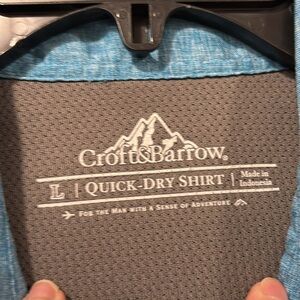 Croft&Barrow®
L | QUICK-DRY SHIRT | Made in Indonesia
FOR THE MAN WITH A SENSE OF ADVENTURE